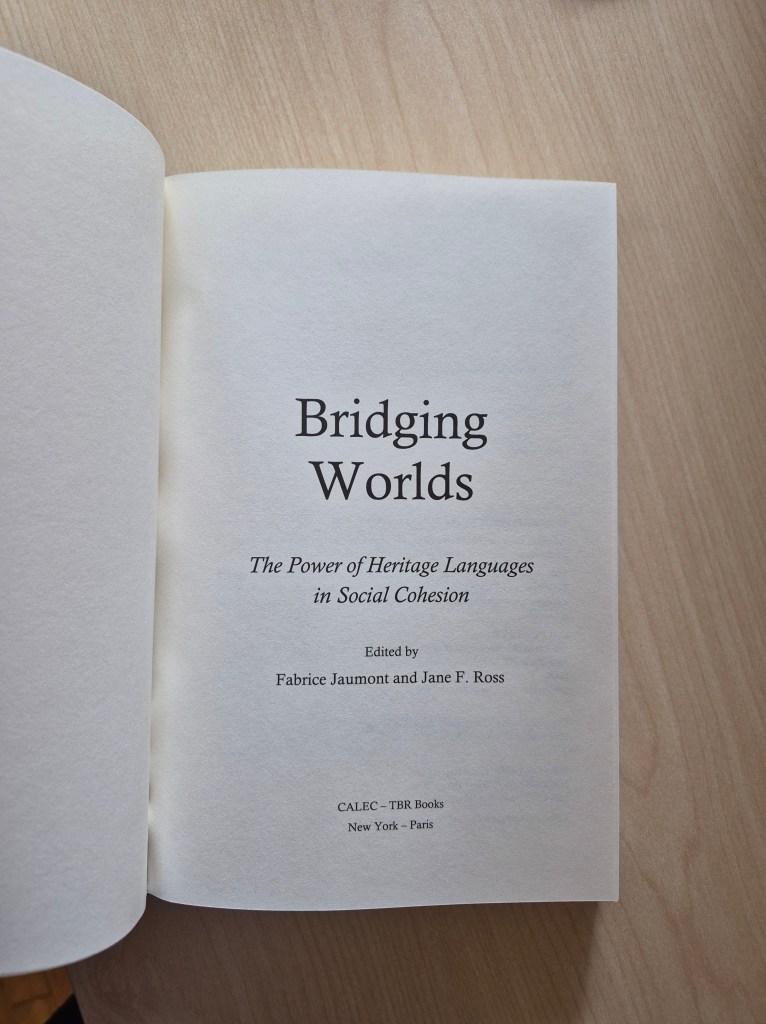 Bridging
Worlds
The Power of Heritage Languages
in Social Cohesion
Edited by
Fabrice Jaumont and Jane F. Ross
CALEC – TBR Books
New York – Paris